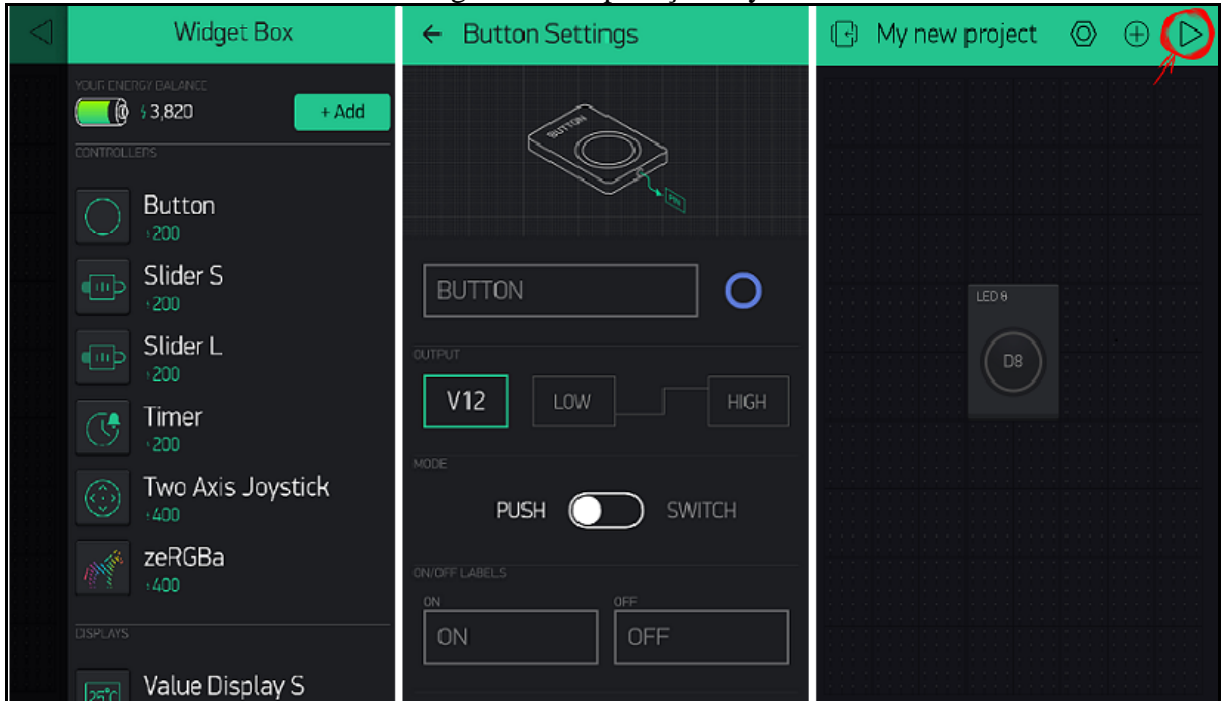 Widget Box
YOUR ENERGY BALANCE
3,820
+ Add
CONTROLLERS
Button
200
Slider S
200
Slider L
200
Timer
200
Two Axis Joystick
400
zeRGBa
400
DISPLAYS
25°C
Value Display S
Button Settings
BUTTON
PIN
BUTTON
OUTPUT
V12 LOW HIGH
MODE
PUSH SWITCH
ON/OFF LABELS
ON OFF
ON OFF
My new project
LED 8
D8